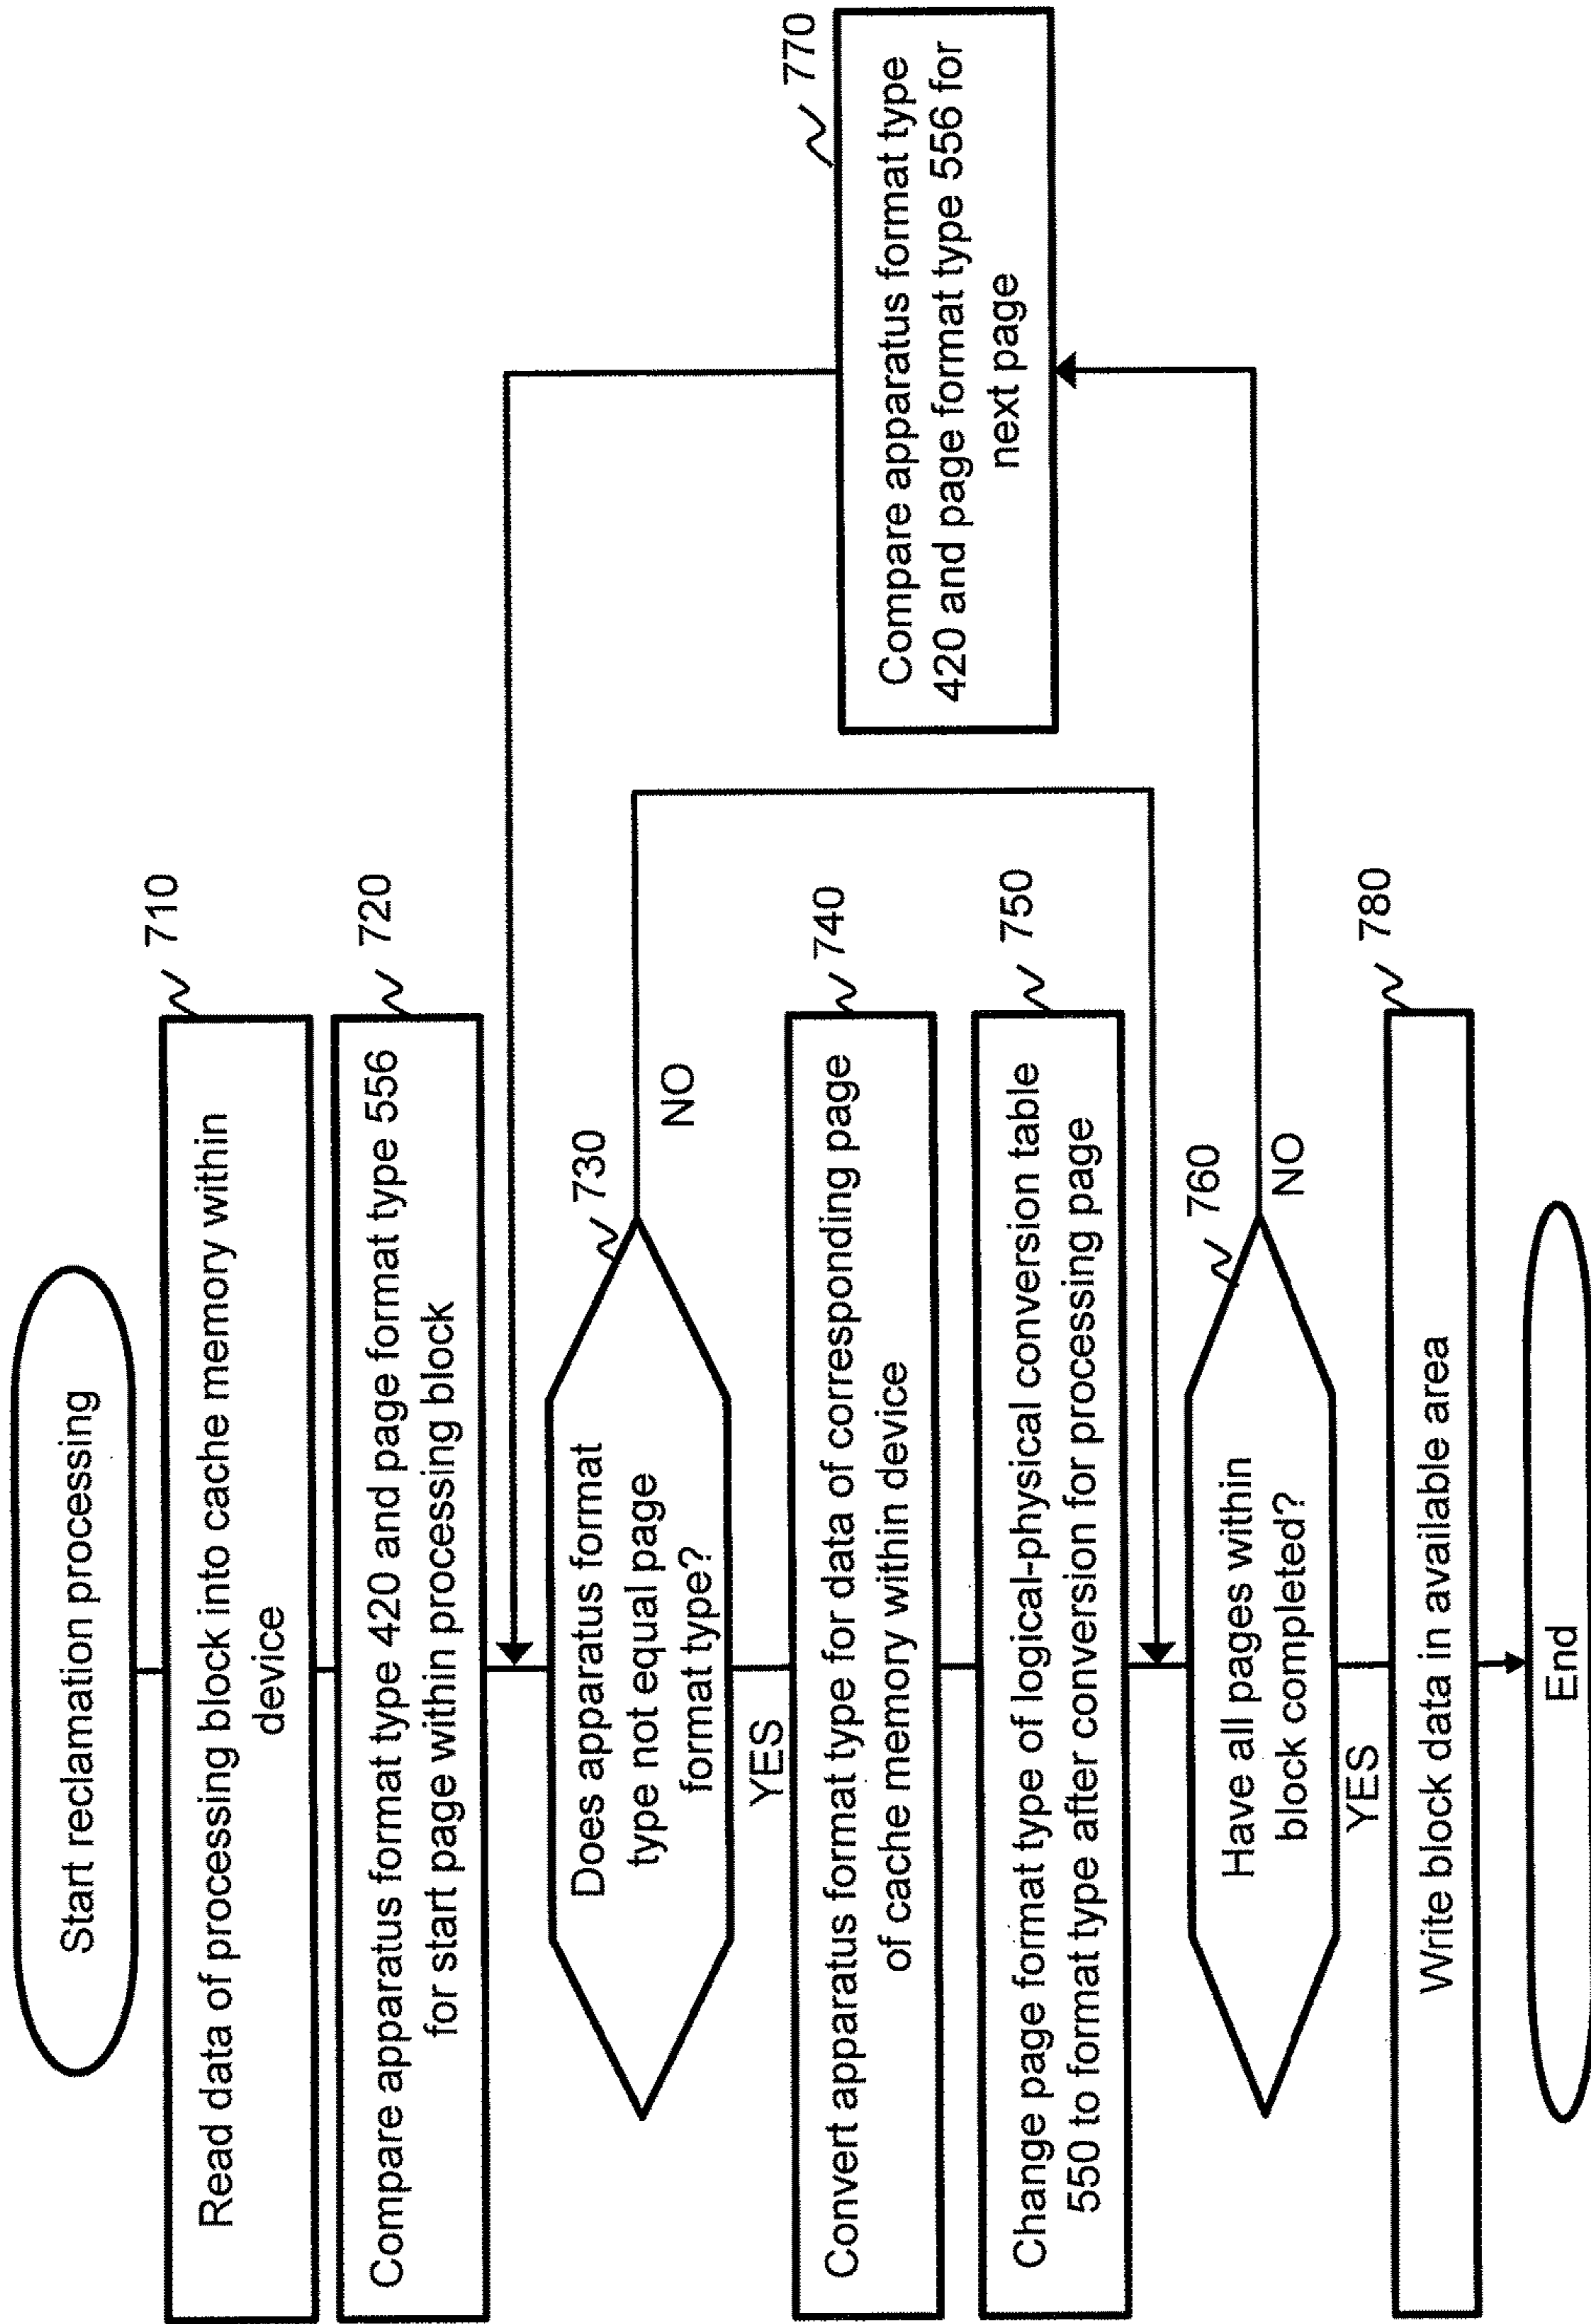 Start reclamation processing
710
Read data of processing block into cache memory within
device
720
Compare apparatus format type 420 and page format type 556
for start page within processing block
730
Does apparatus format
type not equal page
format type?
NO
YES
740
Convert apparatus format type for data of corresponding page
of cache memory within device
750
Change page format type of logical-physical conversion table
550 to format type after conversion for processing page
760
Have all pages within
block completed?
NO
YES
770
Compare apparatus format type
420 and page format type 556 for
next page
780
Write block data in available area
End